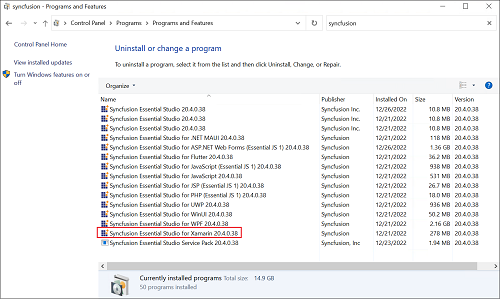 syncfusion - Programs and Features
Control Panel > Programs > Programs and Features
syncfusion
Control Panel Home
View installed updates
Turn Windows features on or off
Uninstall or change a program
To uninstall a program, select it from the list and then click Uninstall, Change, or Repair.
Organize
Name Publisher Installed On Size Version
Syncfusion Essential Studio 20.4.0.38 Syncfusion Inc. 12/26/2022 10.8 MB 20.4.0.38
Syncfusion Essential Studio 20.4.0.38 Syncfusion Inc. 12/21/2022 10.8 MB 20.4.0.38
Syncfusion Essential Studio 20.4.0.38 Syncfusion Inc. 12/21/2022 10.8 MB 20.4.0.38
Syncfusion Essential Studio for .NET MAUI 20.4.0.38 Syncfusion Inc. 12/21/2022 118 MB 20.4.0.38
Syncfusion Essential Studio for ASP.NET Web Forms (Essential JS 1) 20.4.0.38 Syncfusion Inc. 12/26/2022 1.36 GB 20.4.0.38
Syncfusion Essential Studio for Flutter 20.4.0.38 Syncfusion Inc. 12/21/2022 36.2 MB 20.4.0.38
Syncfusion Essential Studio for JavaScript (Essential JS 1) 20.4.0.38 Syncfusion Inc. 12/21/2022 938 MB 20.4.0.38
Syncfusion Essential Studio for JavaScript 20.4.0.38 Syncfusion Inc. 12/21/2022 531 MB 20.4.0.38
Syncfusion Essential Studio for JSP (Essential JS 1) 20.4.0.38 Syncfusion Inc. 12/21/2022 26.7 MB 20.4.0.38
Syncfusion Essential Studio for PHP (Essential JS 1) 20.4.0.38 Syncfusion Inc. 12/21/2022 18.0 MB 20.4.0.38
Syncfusion Essential Studio for UWP 20.4.0.38 Syncfusion Inc. 12/21/2022 936 MB 20.4.0.38
Syncfusion Essential Studio for WinUI 20.4.0.38 Syncfusion Inc. 12/21/2022 50.2 MB 20.4.0.38
Syncfusion Essential Studio for WPF 20.4.0.38 Syncfusion Inc. 12/21/2022 2.16 GB 20.4.0.38
Syncfusion Essential Studio for Xamarin 20.4.0.38 Syncfusion Inc. 12/22/2022 278 MB 20.4.0.38
Syncfusion Essential Studio Service Pack 20.4.0.38 Syncfusion, Inc 12/23/2022 1.94 MB 20.4.0.38
Currently installed programs Total size: 14.9 GB
50 programs installed